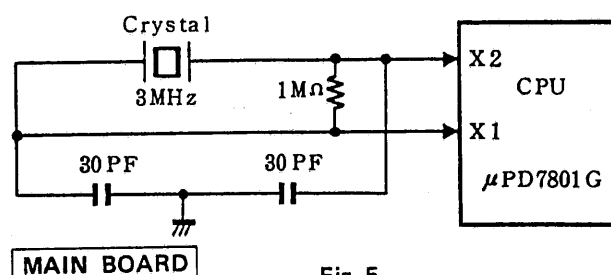 Crystal
3MHz
1MΩ
X2
CPU
X1
30PF
30PF
μPD7801G
MAIN BOARD
Fig. 5